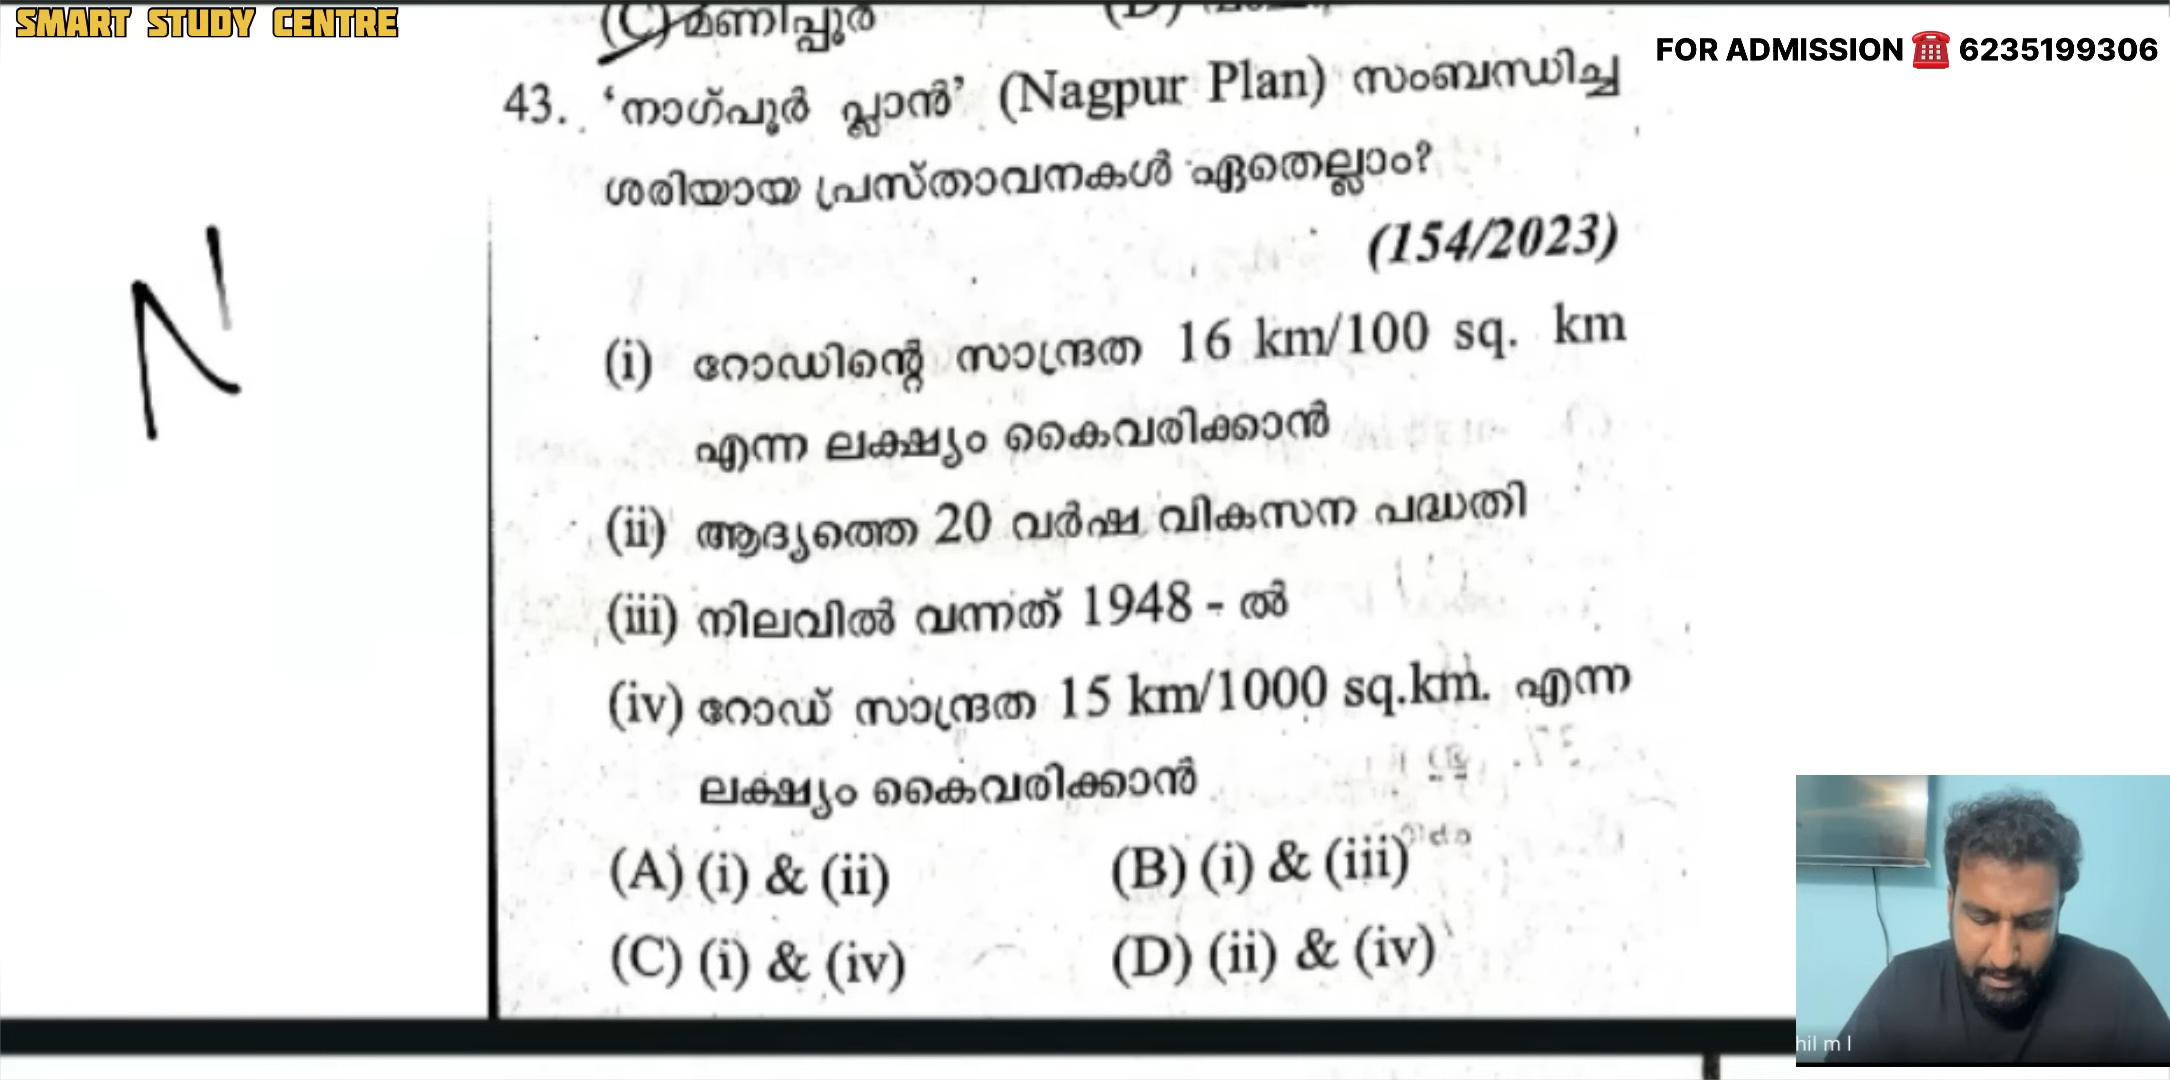 SMART STUDY CENTRE
FOR ADMISSION ☎️ 6235199306
(C) മണിപ്പൂർ
43. ‘നാഗ്പൂർ പ്ലാൻ’ (Nagpur Plan) സംബന്ധിച്ച
ശരിയായ പ്രസ്താവനകൾ ഏതെല്ലാം?
(154/2023)
(i) റോഡിന്റെ സാന്ദ്രത 16 km/100 sq. km
എന്ന ലക്ഷ്യം കൈവരിക്കാൻ
(ii) ആദ്യത്തെ 20 വർഷ വികസന പദ്ധതി
(iii) നിലവിൽ വന്നത് 1948 - ൽ
(iv) റോഡ് സാന്ദ്രത 15 km/1000 sq.km. എന്ന
ലക്ഷ്യം കൈവരിക്കാൻ
(A) (i) & (ii) (B) (i) & (iii)
(C) (i) & (iv) (D) (ii) & (iv)
N
hil m l